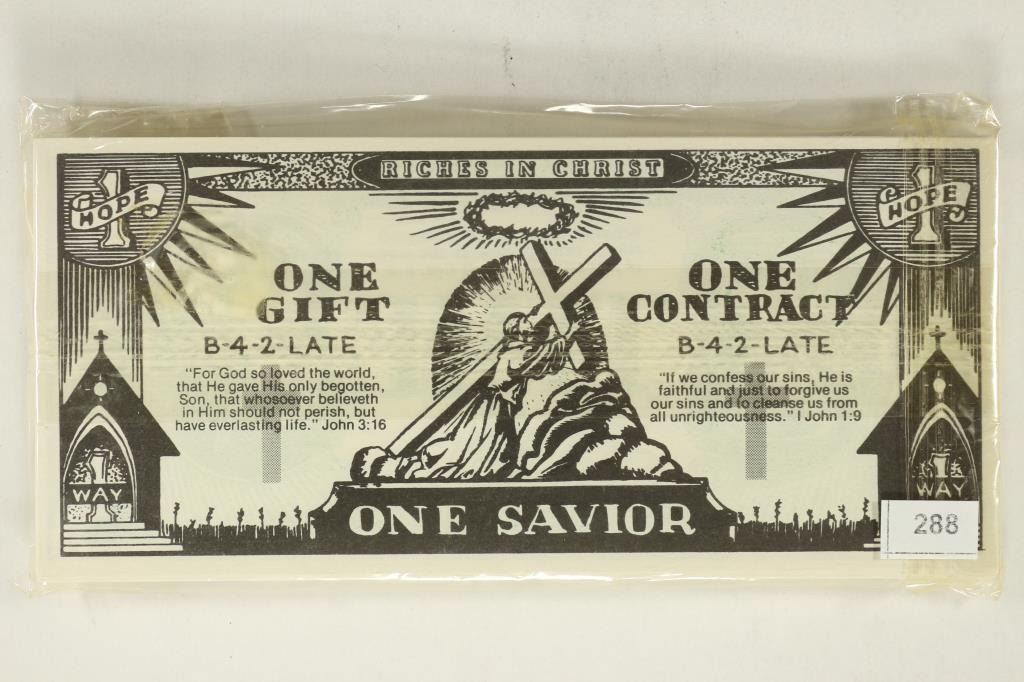 RICHES IN CHRIST
1
HOPE
1
HOPE
ONE
GIFT
B-4-2-LATE
"For God so loved the world,
that He gave His only begotten,
Son, that whosoever believeth
in Him should not perish, but
have everlasting life." John 3:16
ONE
CONTRACT
B-4-2-LATE
"If we confess our sins, He is
faithful and just to forgive us
our sins and to cleanse us from
all unrighteousness." I John 1:9
1
WAY
1
WAY
ONE SAVIOR
288